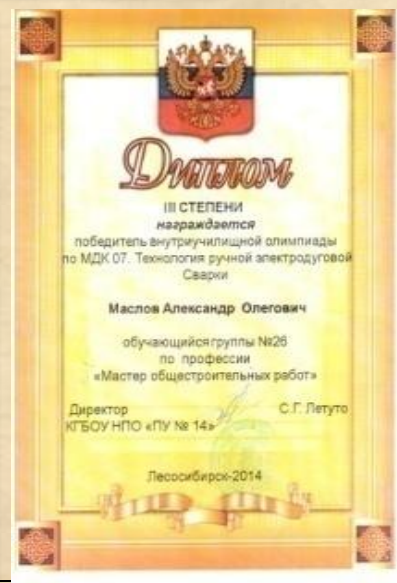 Диплом
III СТЕПЕНИ
награждается
победитель внутриучилищной олимпиады
по МДК 07. Технология ручной электродуговой
Сварки
Маслов Александр Олегович
обучающийся группы №26
по профессии
«Мастер общестроительных работ»
Директор С.Г. Летуто
КГБОУ НПО «ПУ № 14»
Лесосибирск-2014